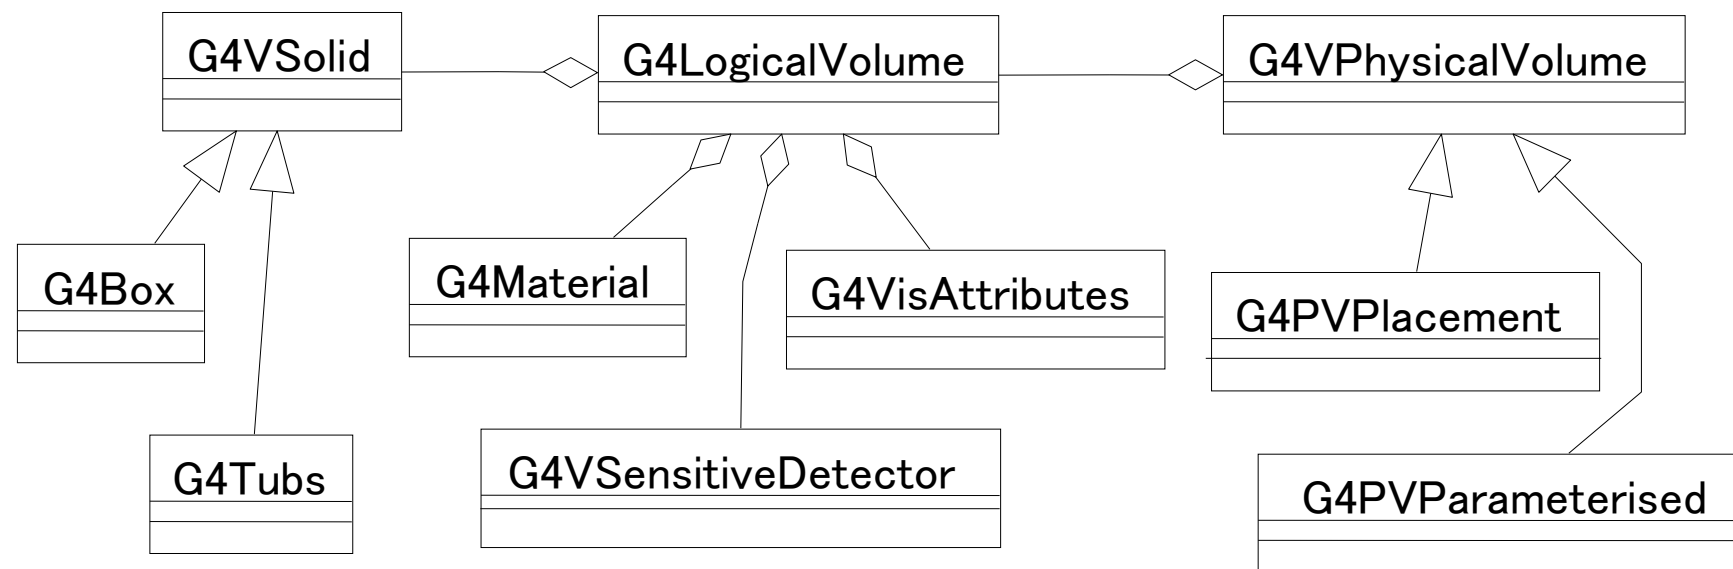 G4VSolid
G4LogicalVolume
G4VPhysicalVolume
G4Box
G4Material
G4VisAttributes
G4PVPlacement
G4Tubs
G4VSensitiveDetector
G4PVParameterised